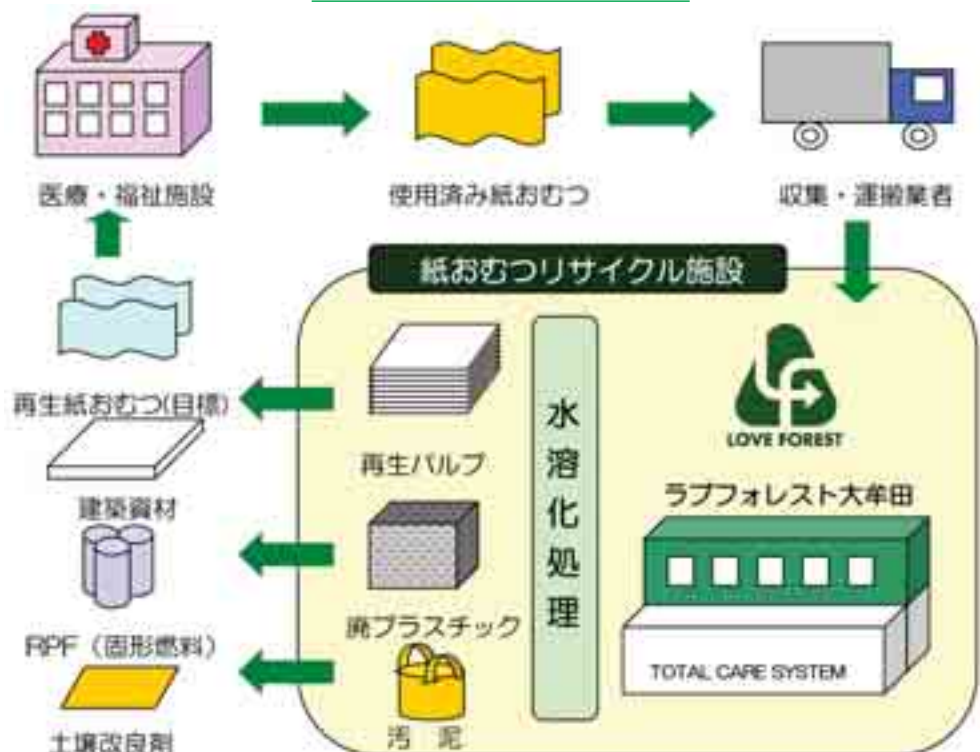 医療・福祉施設
使用済み紙おむつ
収集・運搬業者
紙おむつリサイクル施設
再生紙おむつ(目標)
建築資材
RPF（固形燃料）
土壌改良剤
再生パルプ
廃プラスチック
汚泥
水溶化処理
LOVE FOREST
ラブフォレスト大牟田
TOTAL CARE SYSTEM